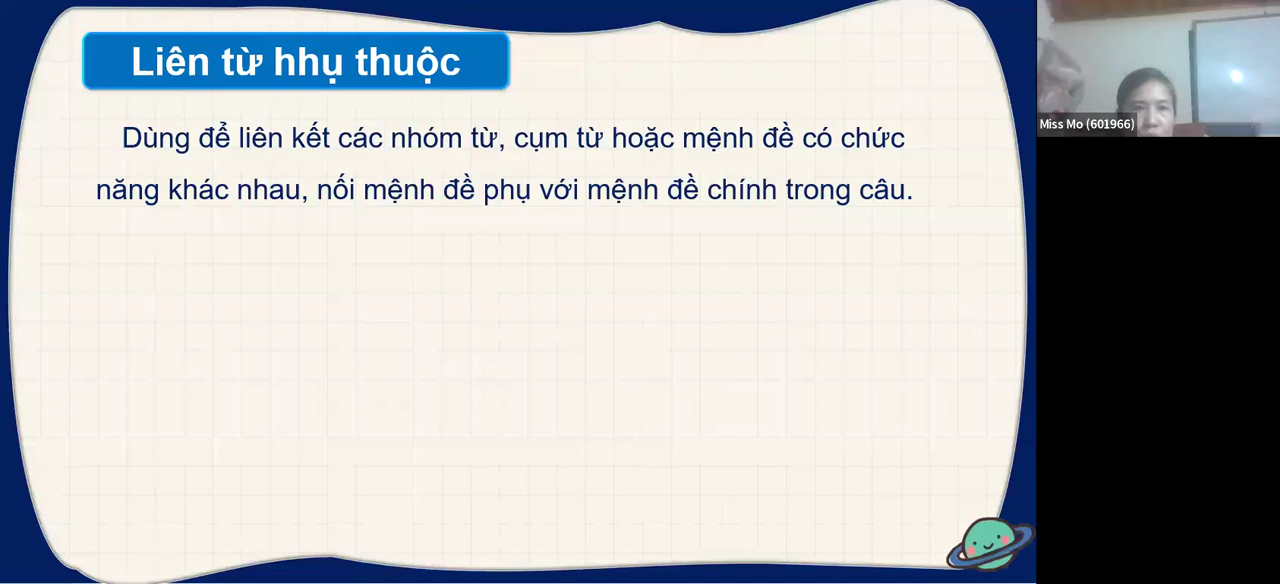 Liên từ hhụ thuộc
Dùng để liên kết các nhóm từ, cụm từ hoặc mệnh đề có chức
năng khác nhau, nối mệnh đề phụ với mệnh đề chính trong câu.
Miss Mo (601966)